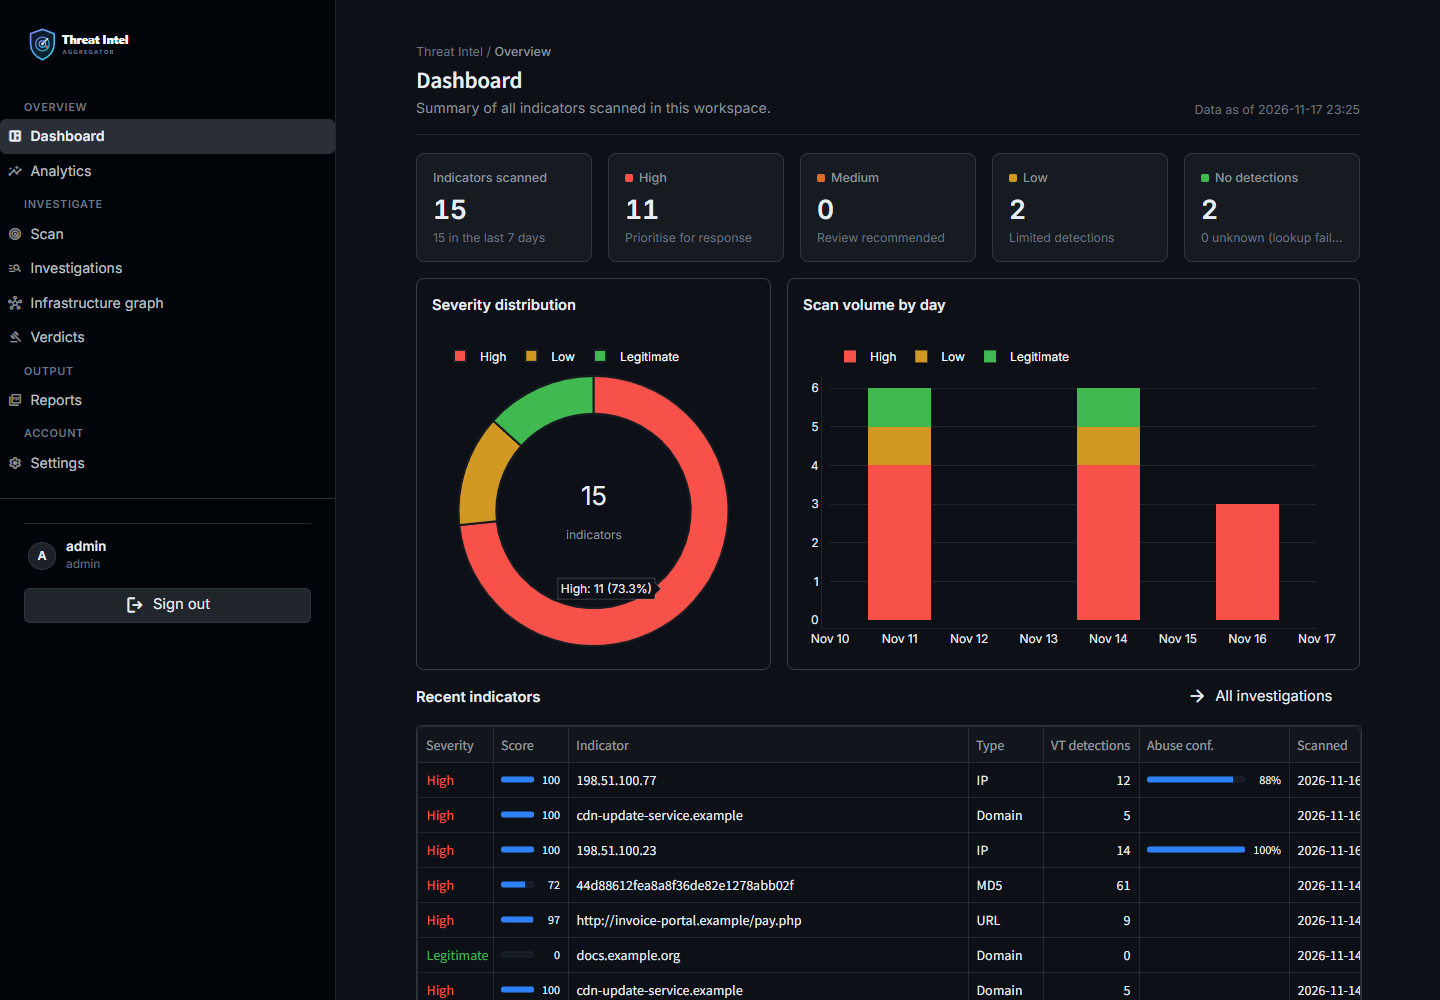 Threat Intel
AGGREGATOR
OVERVIEW
Dashboard
Analytics
INVESTIGATE
Scan
Investigations
Infrastructure graph
Verdicts
OUTPUT
Reports
ACCOUNT
Settings
A
admin
admin
Sign out
Threat Intel / Overview
Dashboard
Summary of all indicators scanned in this workspace.
Data as of 2026-11-17 23:25
Indicators scanned
15
15 in the last 7 days
High
11
Prioritise for response
Medium
0
Review recommended
Low
2
Limited detections
No detections
2
0 unknown (lookup fail...
Severity distribution
High Low Legitimate
15
indicators
High: 11 (73.3%)
Scan volume by day
High Low Legitimate
6
5
4
3
2
1
0
Nov 10 Nov 11 Nov 12 Nov 13 Nov 14 Nov 15 Nov 16 Nov 17
Recent indicators
All investigations
Severity Score Indicator Type VT detections Abuse conf. Scanned
High 100 198.51.100.77 IP 12 88% 2026-11-16
High 100 cdn-update-service.example Domain 5 2026-11-16
High 100 198.51.100.23 IP 14 100% 2026-11-16
High 72 44d88612fea8a8f36de82e1278abb02f MD5 61 2026-11-14
High 97 http://invoice-portal.example/pay.php URL 9 2026-11-14
Legitimate 0 docs.example.org Domain 0 2026-11-14
High 100 cdn-update-service.example Domain 5 2026-11-14